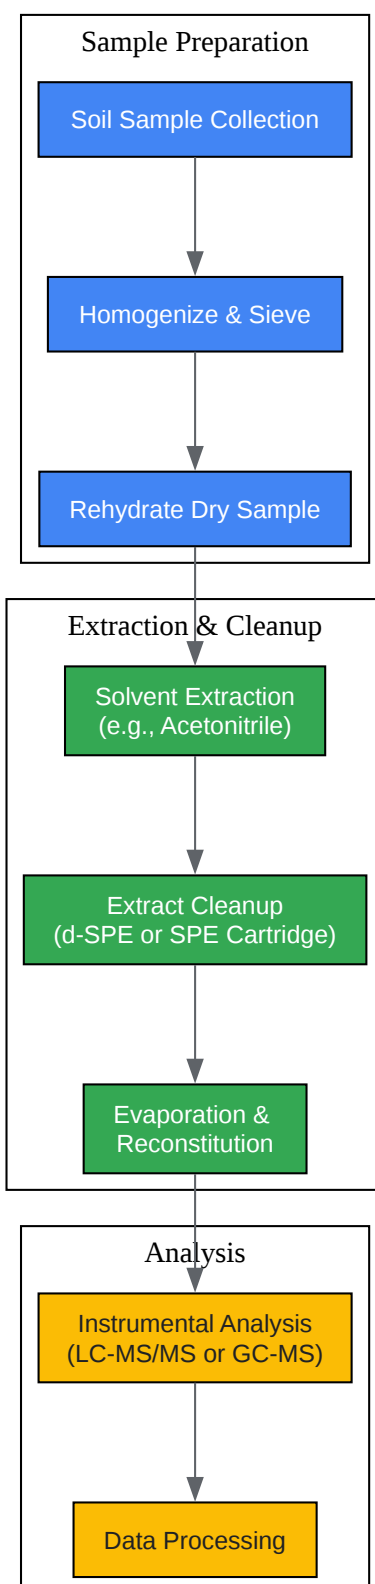 Sample Preparation
Soil Sample Collection
Homogenize & Sieve
Rehydrate Dry Sample
Extraction & Cleanup
Solvent Extraction
(e.g., Acetonitrile)
Extract Cleanup
(d-SPE or SPE Cartridge)
Evaporation &
Reconstitution
Analysis
Instrumental Analysis
(LC-MS/MS or GC-MS)
Data Processing